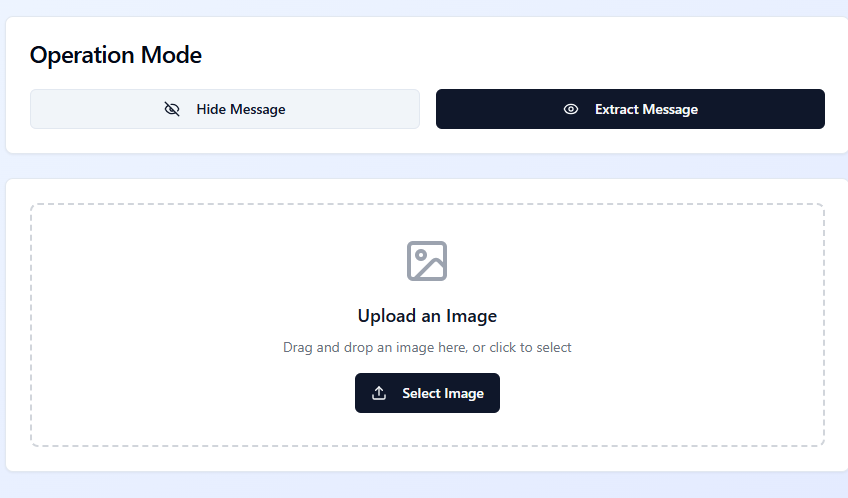 Operation Mode
Hide Message
Extract Message
Upload an Image
Drag and drop an image here, or click to select
Select Image